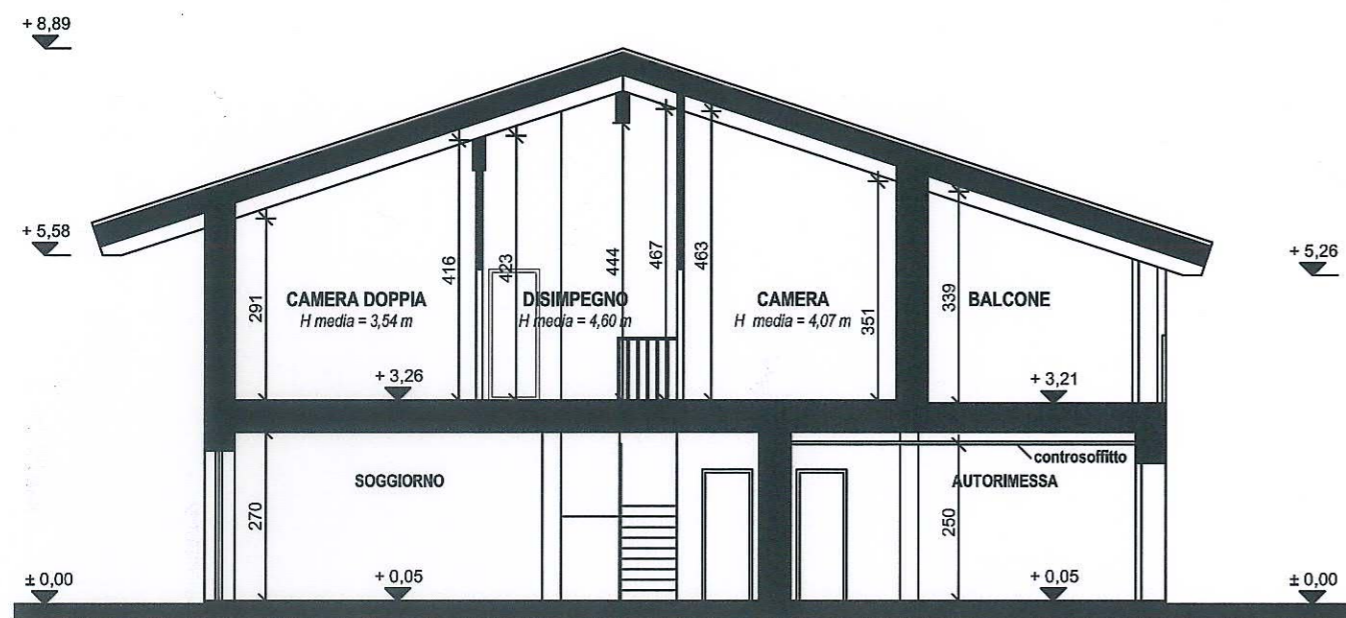 + 8,89
+ 5,58
+ 5,26
291
416
423
444
467
463
351
339
CAMERA DOPPIA
H media = 3,54 m
DISIMPEGNO
H media = 4,60 m
CAMERA
H media = 4,07 m
BALCONE
+ 3,26
+ 3,21
controsoffitto
SOGGIORNO
AUTORIMESSA
270
250
+ 0,05
+ 0,05
± 0,00
± 0,00